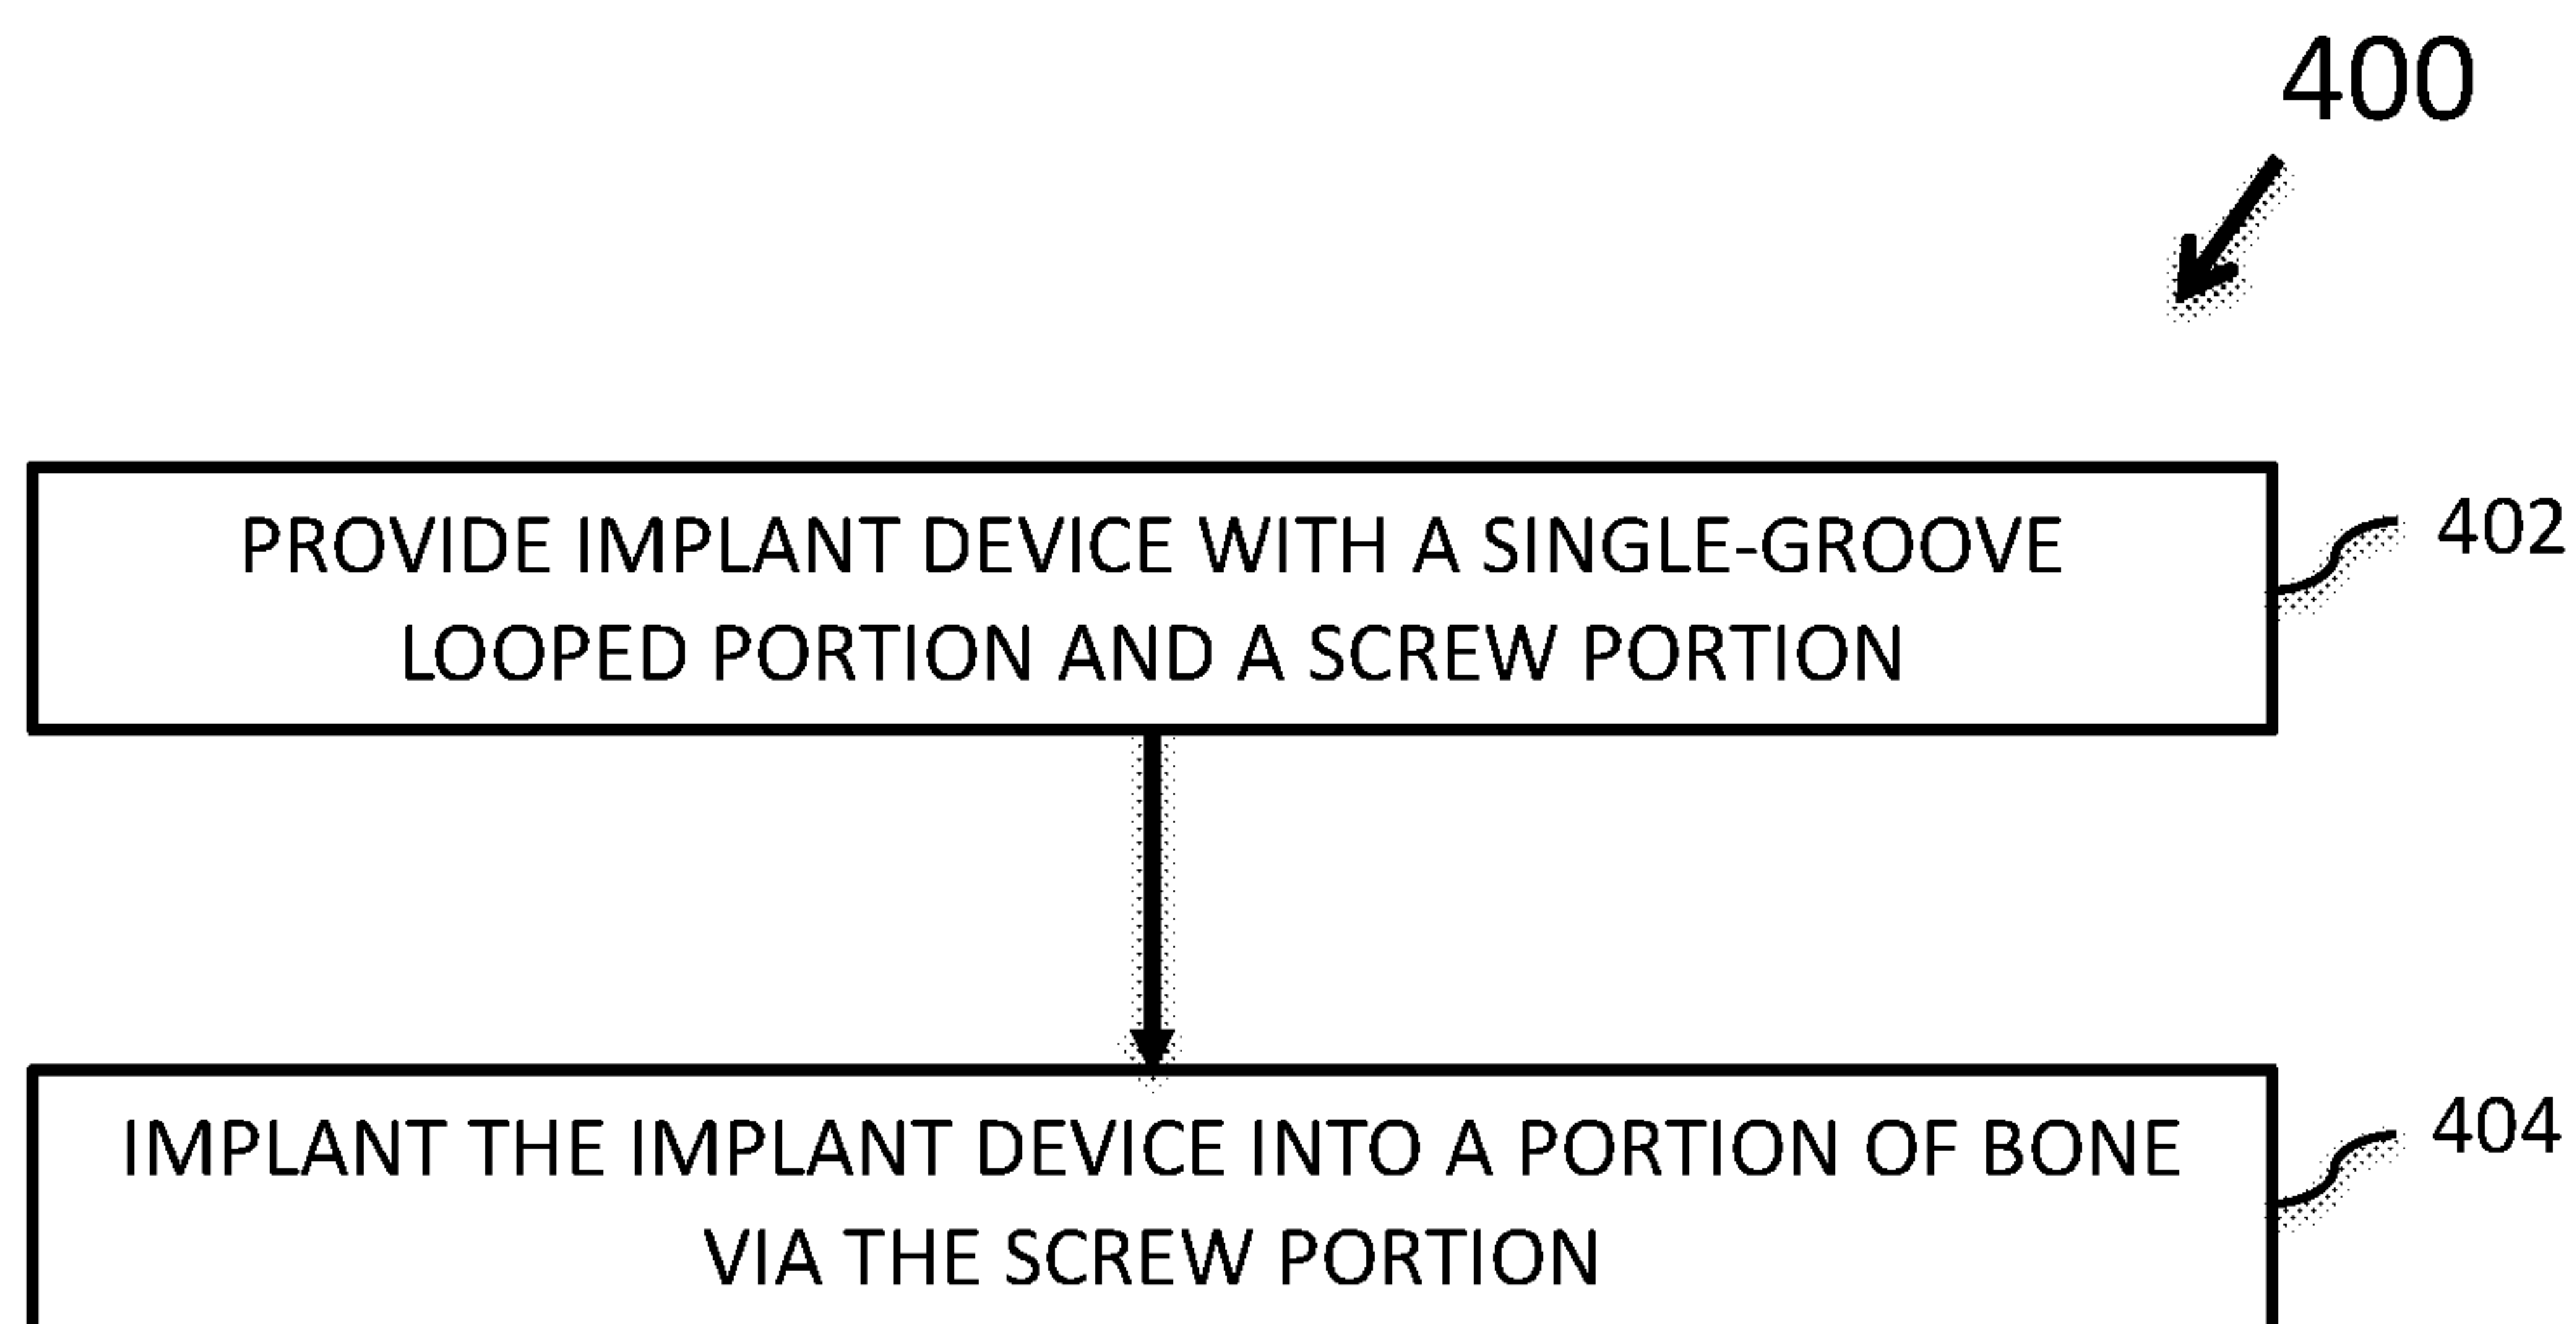 400
PROVIDE IMPLANT DEVICE WITH A SINGLE-GROOVE
LOOPED PORTION AND A SCREW PORTION
402
IMPLANT THE IMPLANT DEVICE INTO A PORTION OF BONE
VIA THE SCREW PORTION
404